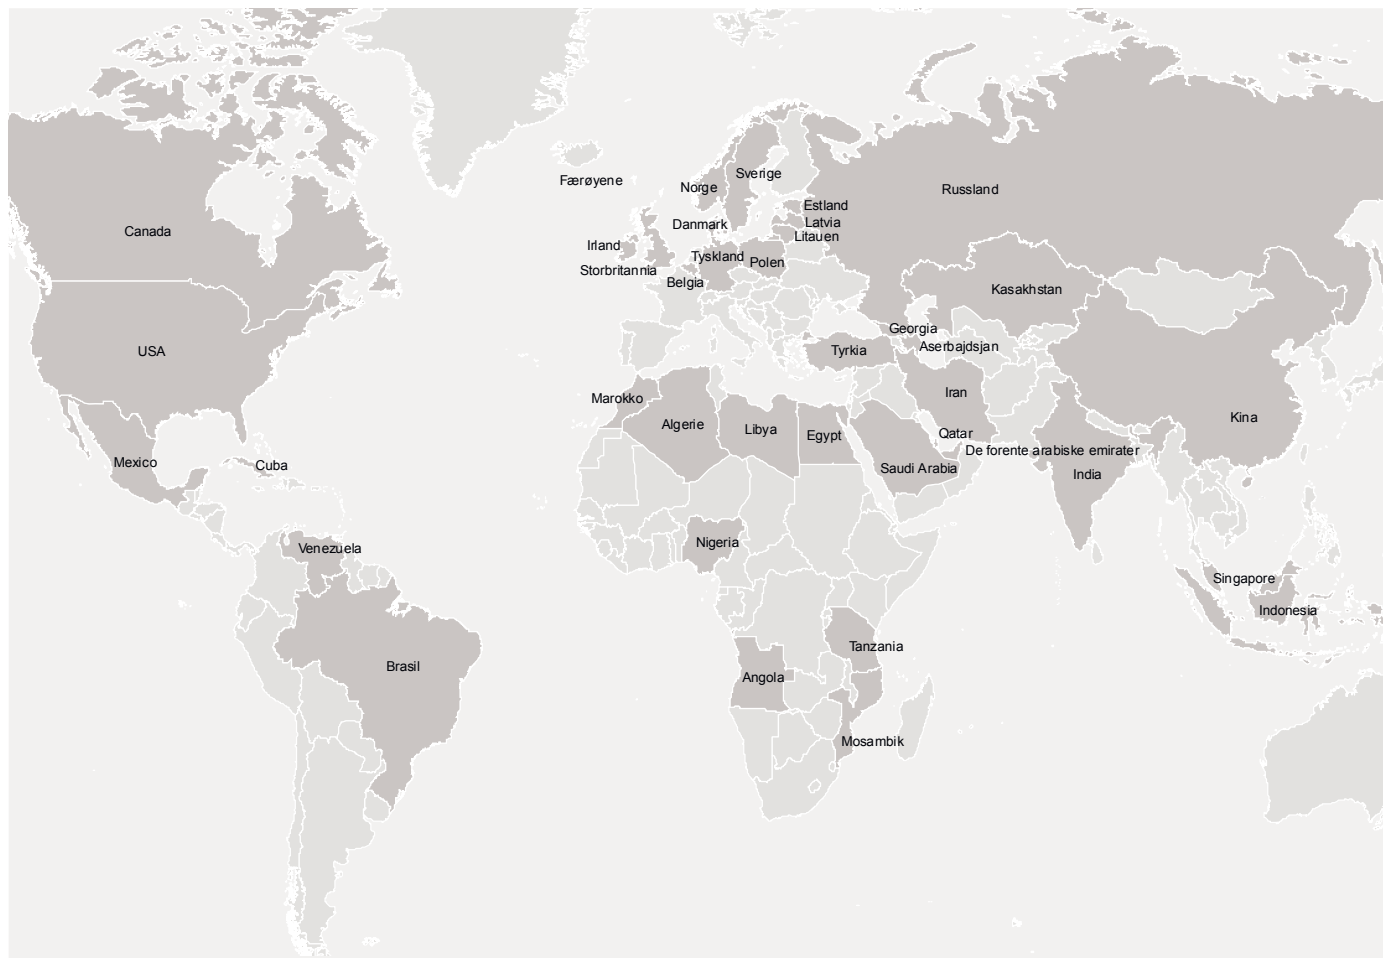 Færøyene
Sverige
Norge
Russland
Estland
Danmark
Latvia
Canada
Litauen
Irland
Tyskland
Polen
Storbritannia
Belgia
Kasakhstan
Georgia
Aserbajdsjan
USA
Tyrkia
Iran
Marokko
Kina
Algerie
Libya
Egypt
Qatar
De forente arabiske emirater
Mexico
Cuba
Saudi Arabia
India
Nigeria
Venezuela
Singapore
Indonesia
Tanzania
Brasil
Angola
Mosambik